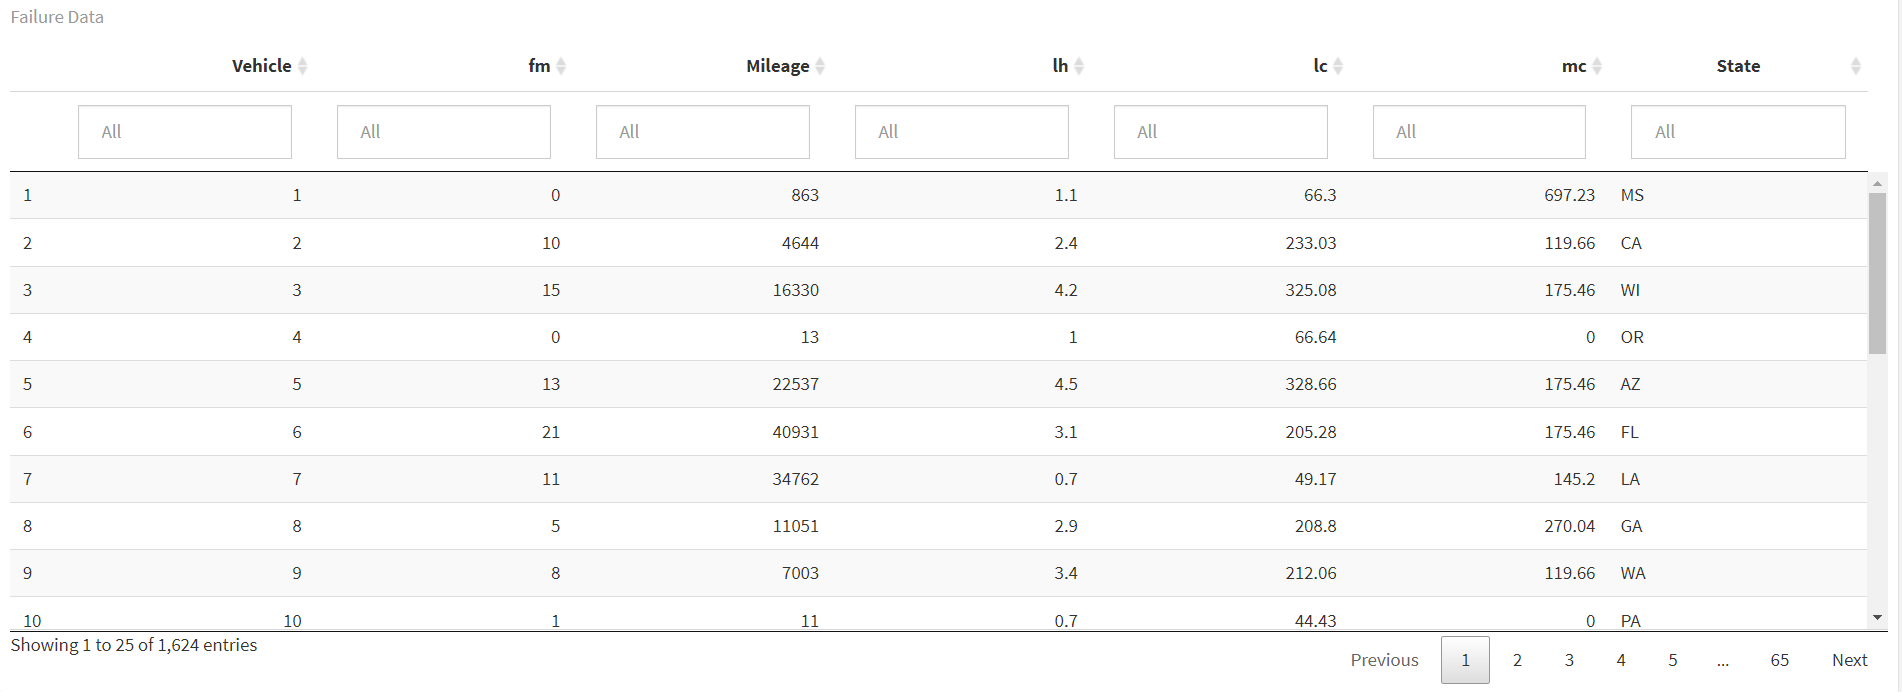 Failure Data
Vehicle fm Mileage lh lc mc State
All All All All All All All
1 1 0 863 1.1 66.3 697.23 MS
2 2 10 4644 2.4 233.03 119.66 CA
3 3 15 16330 4.2 325.08 175.46 WI
4 4 0 13 1 66.64 0 OR
5 5 13 22537 4.5 328.66 175.46 AZ
6 6 21 40931 3.1 205.28 175.46 FL
7 7 11 34762 0.7 49.17 145.2 LA
8 8 5 11051 2.9 208.8 270.04 GA
9 9 8 7003 3.4 212.06 119.66 WA
10 10 1 11 0.7 44.43 0 PA
Showing 1 to 25 of 1,624 entries
Previous 1 2 3 4 5 ... 65 Next